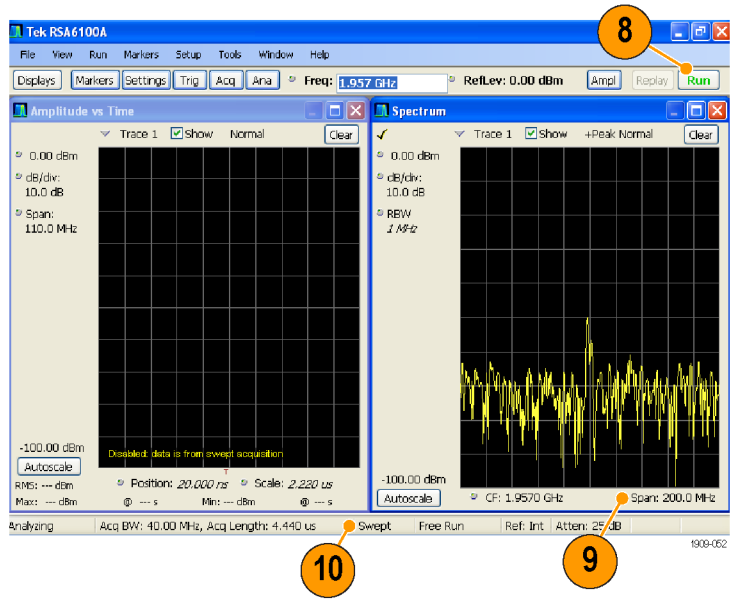 8
Tek RSA6100A
File View Run Markers Setup Tools Window Help
Displays Markers Settings Trig Acq Ana Freq: 1.957 GHz RefLev: 0.00 dBm Ampl Replay Run
Amplitude vs Time
Trace 1 Show Normal Clear
0.00 dBm
dB/div:
10.0 dB
Span:
110.0 MHz
-100.00 dBm
Disabled: data is from swept acquisition
Autoscale
T
Position: 20.000 ns Scale: 2.220 us
RMS: --- dBm
Max: --- dBm @ --- s Min: --- dBm @ --- s
Spectrum
Trace 1 Show +Peak Normal Clear
0.00 dBm
dB/div:
10.0 dB
RBW
1 MHz
-100.00 dBm
Autoscale CF: 1.9570 GHz Span: 200.0 MHz
Analyzing Acq BW: 40.00 MHz, Acq Length: 4.440 us Swept Free Run Ref: Int Atten: 25 dB
1909-052
10
9